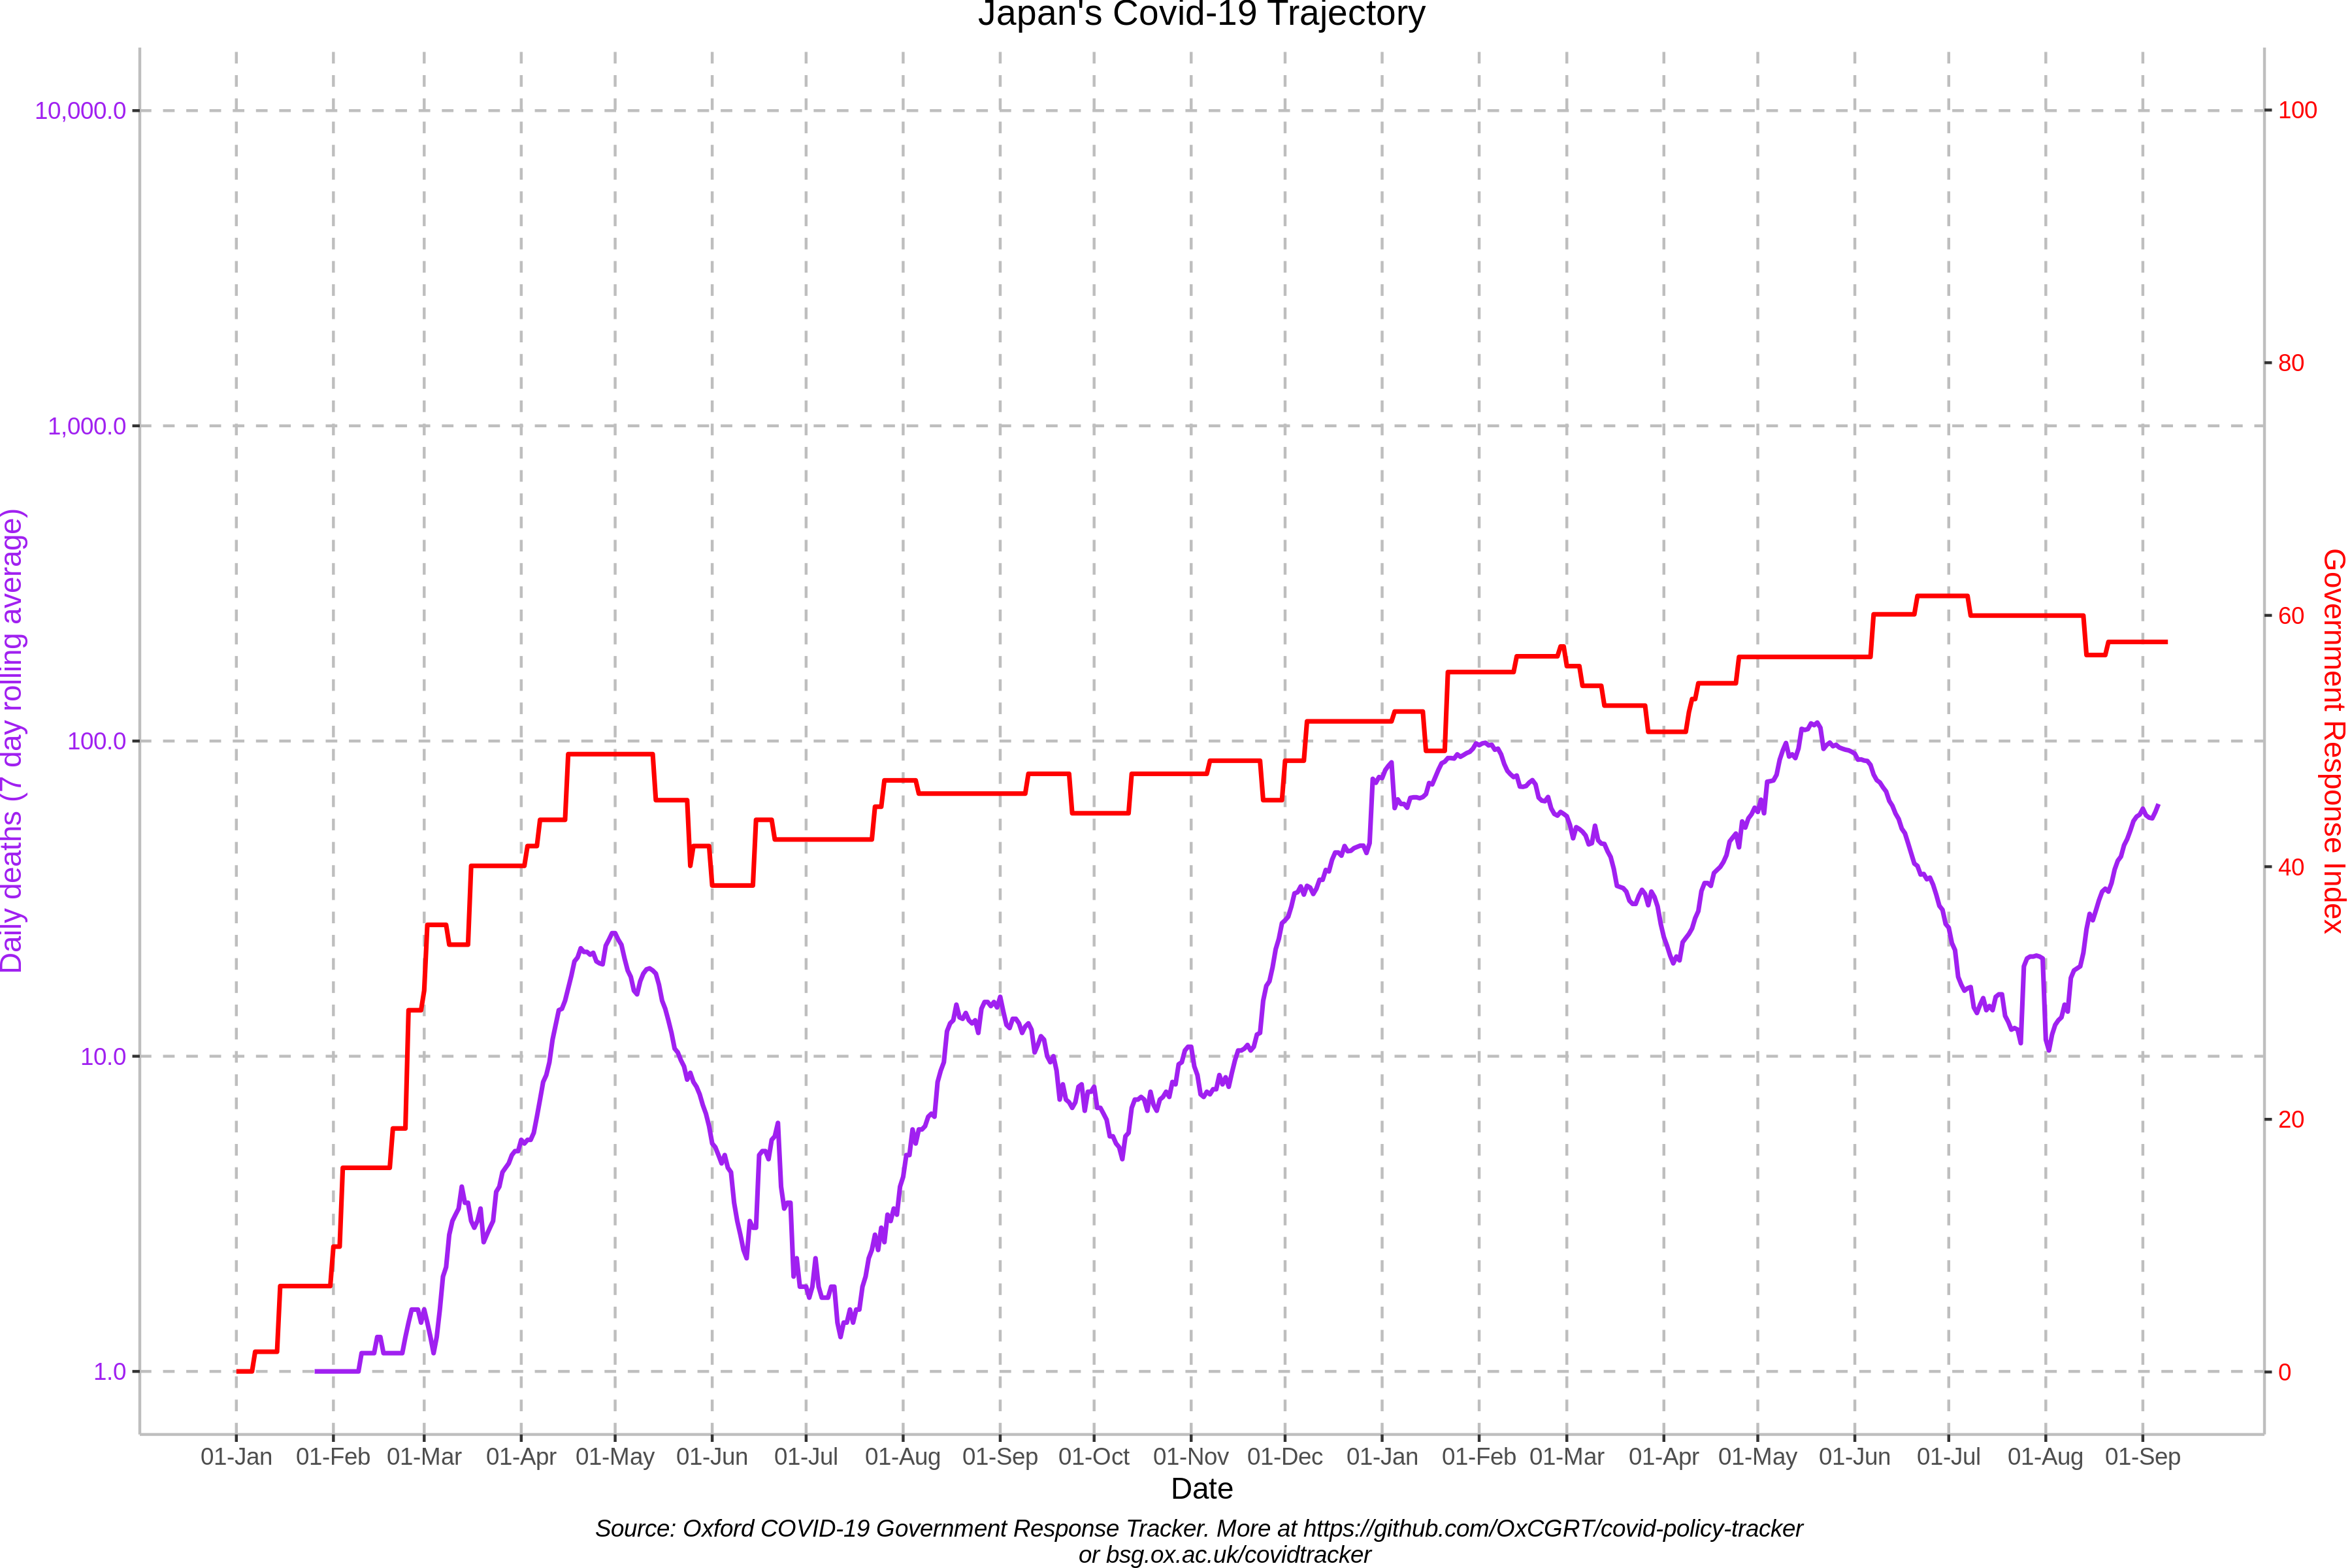 Japan's Covid-19 Trajectory
10,000.0
1,000.0
100.0
10.0
1.0
Daily deaths (7 day rolling average)
100
80
60
40
20
0
Government Response Index
01-Jan 01-Feb 01-Mar 01-Apr 01-May 01-Jun 01-Jul 01-Aug 01-Sep 01-Oct 01-Nov 01-Dec 01-Jan 01-Feb 01-Mar 01-Apr 01-May 01-Jun 01-Jul 01-Aug 01-Sep
Date
Source: Oxford COVID-19 Government Response Tracker. More at https://github.com/OxCGRT/covid-policy-tracker
or bsg.ox.ac.uk/covidtracker